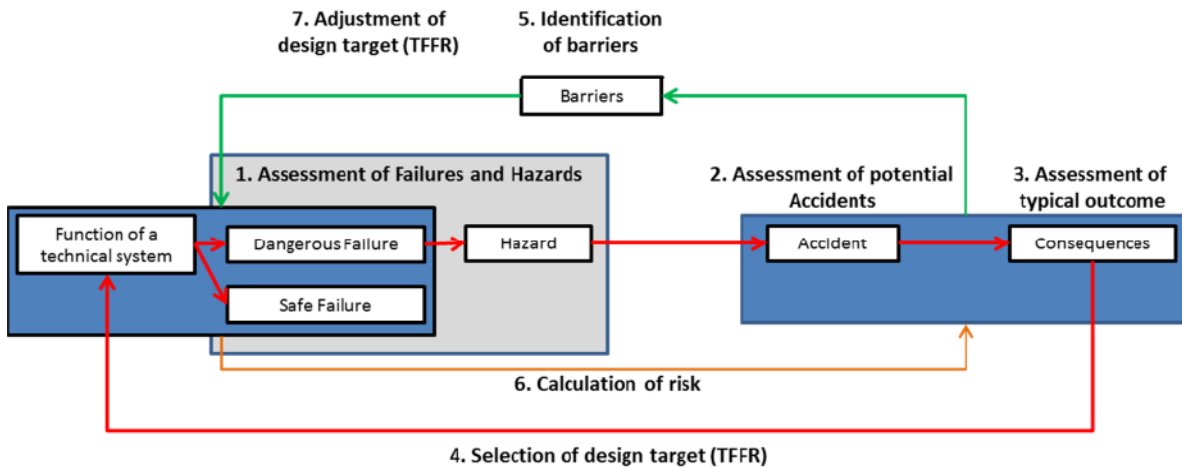 7. Adjustment of
design target (TFFR)
5. Identification
of barriers
Barriers
1. Assessment of Failures and Hazards
2. Assessment of potential
Accidents
3. Assessment of
typical outcome
Function of a
technical system
Dangerous Failure
Hazard
Accident
Consequences
Safe Failure
6. Calculation of risk
4. Selection of design target (TFFR)